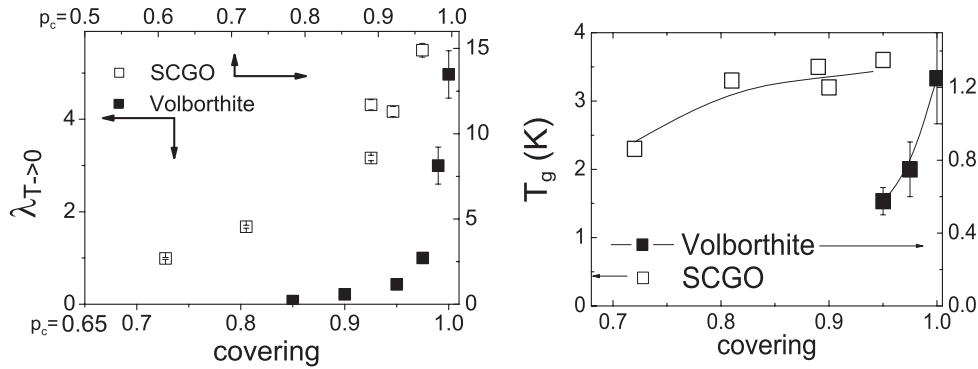 p_c=0.5 0.6 0.7 0.8 0.9 1.0
SCGO
Volborthite
λ_T->0
0 2 4
0 5 10 15
p_c=0.65 0.7 0.8 0.9 1.0
covering
T_g (K)
4
3
2
1
0
1.2
0.8
0.4
0.0
Volborthite
SCGO
0.7 0.8 0.9 1.0
covering